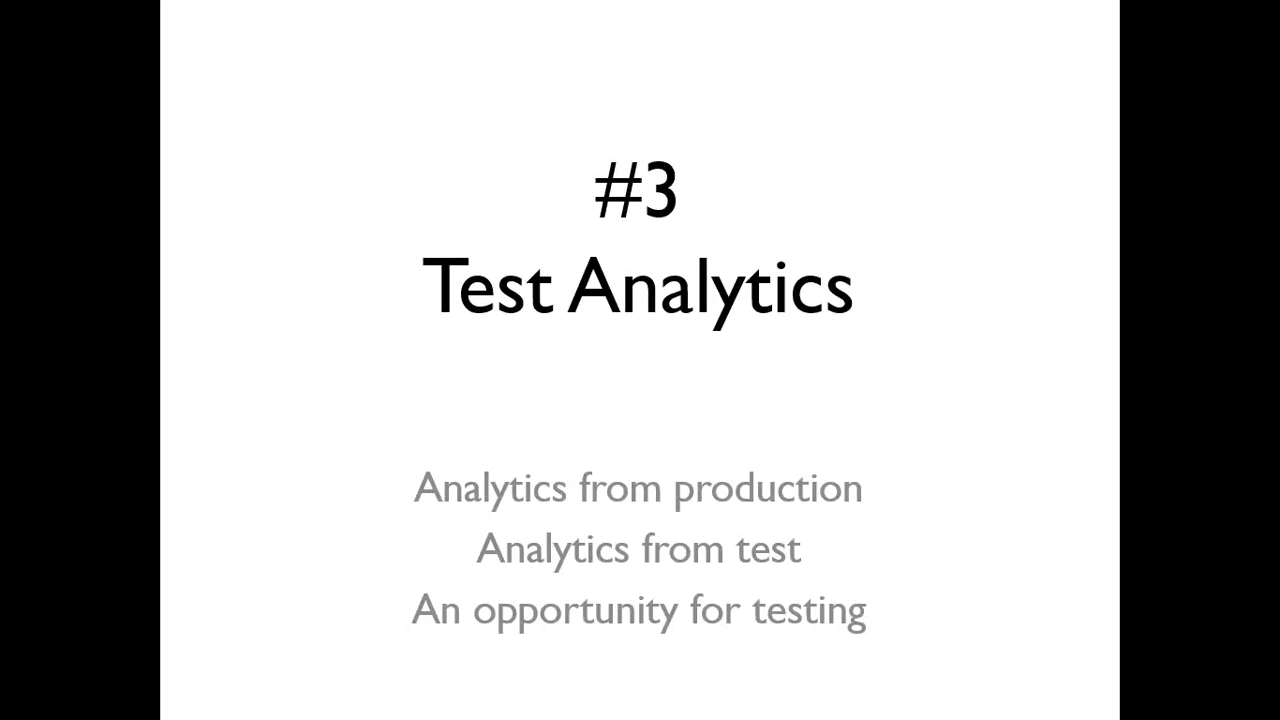 #3
Test Analytics
Analytics from production
Analytics from test
An opportunity for testing